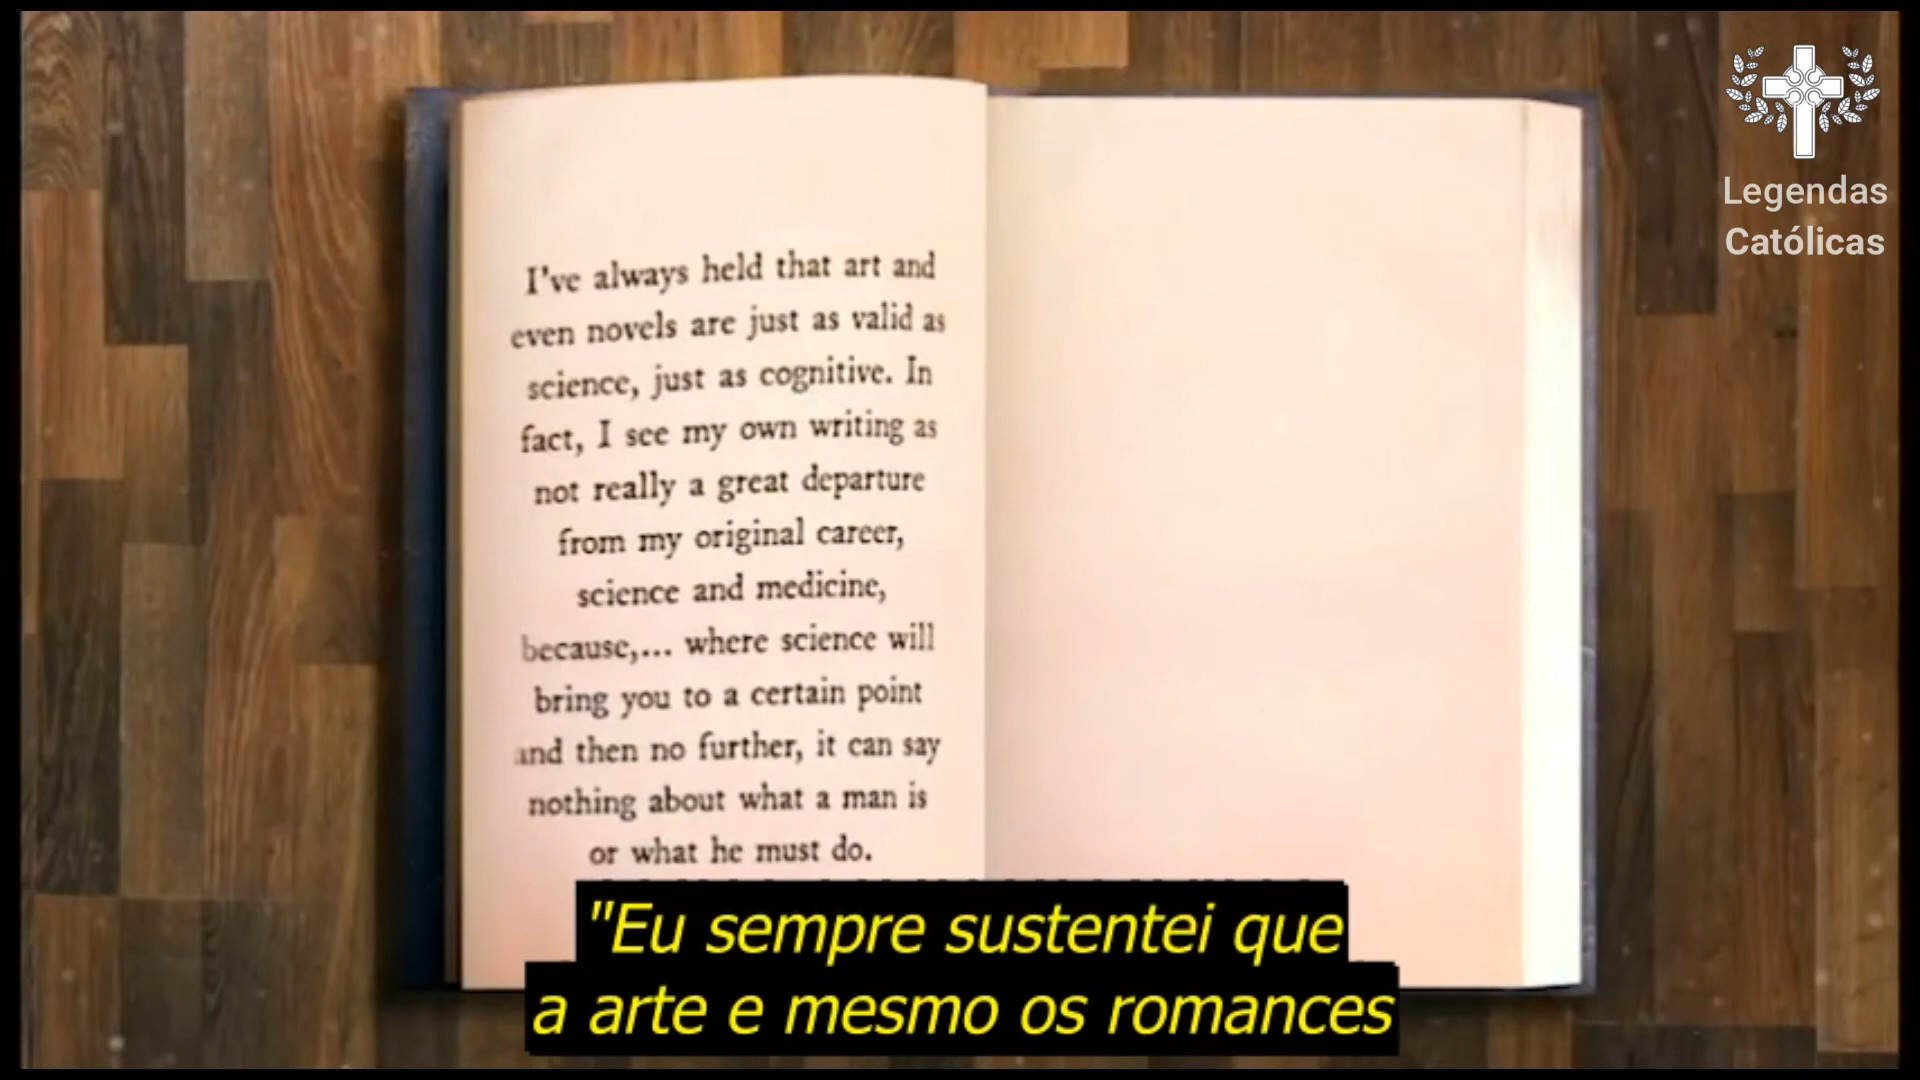 Legendas
Católicas
I've always held that art and
even novels are just as valid as
science, just as cognitive. In
fact, I see my own writing as
not really a great departure
from my original career,
science and medicine,
because,... where science will
bring you to a certain point
and then no further, it can say
nothing about what a man is
or what he must do.
"Eu sempre sustentei que
a arte e mesmo os romances